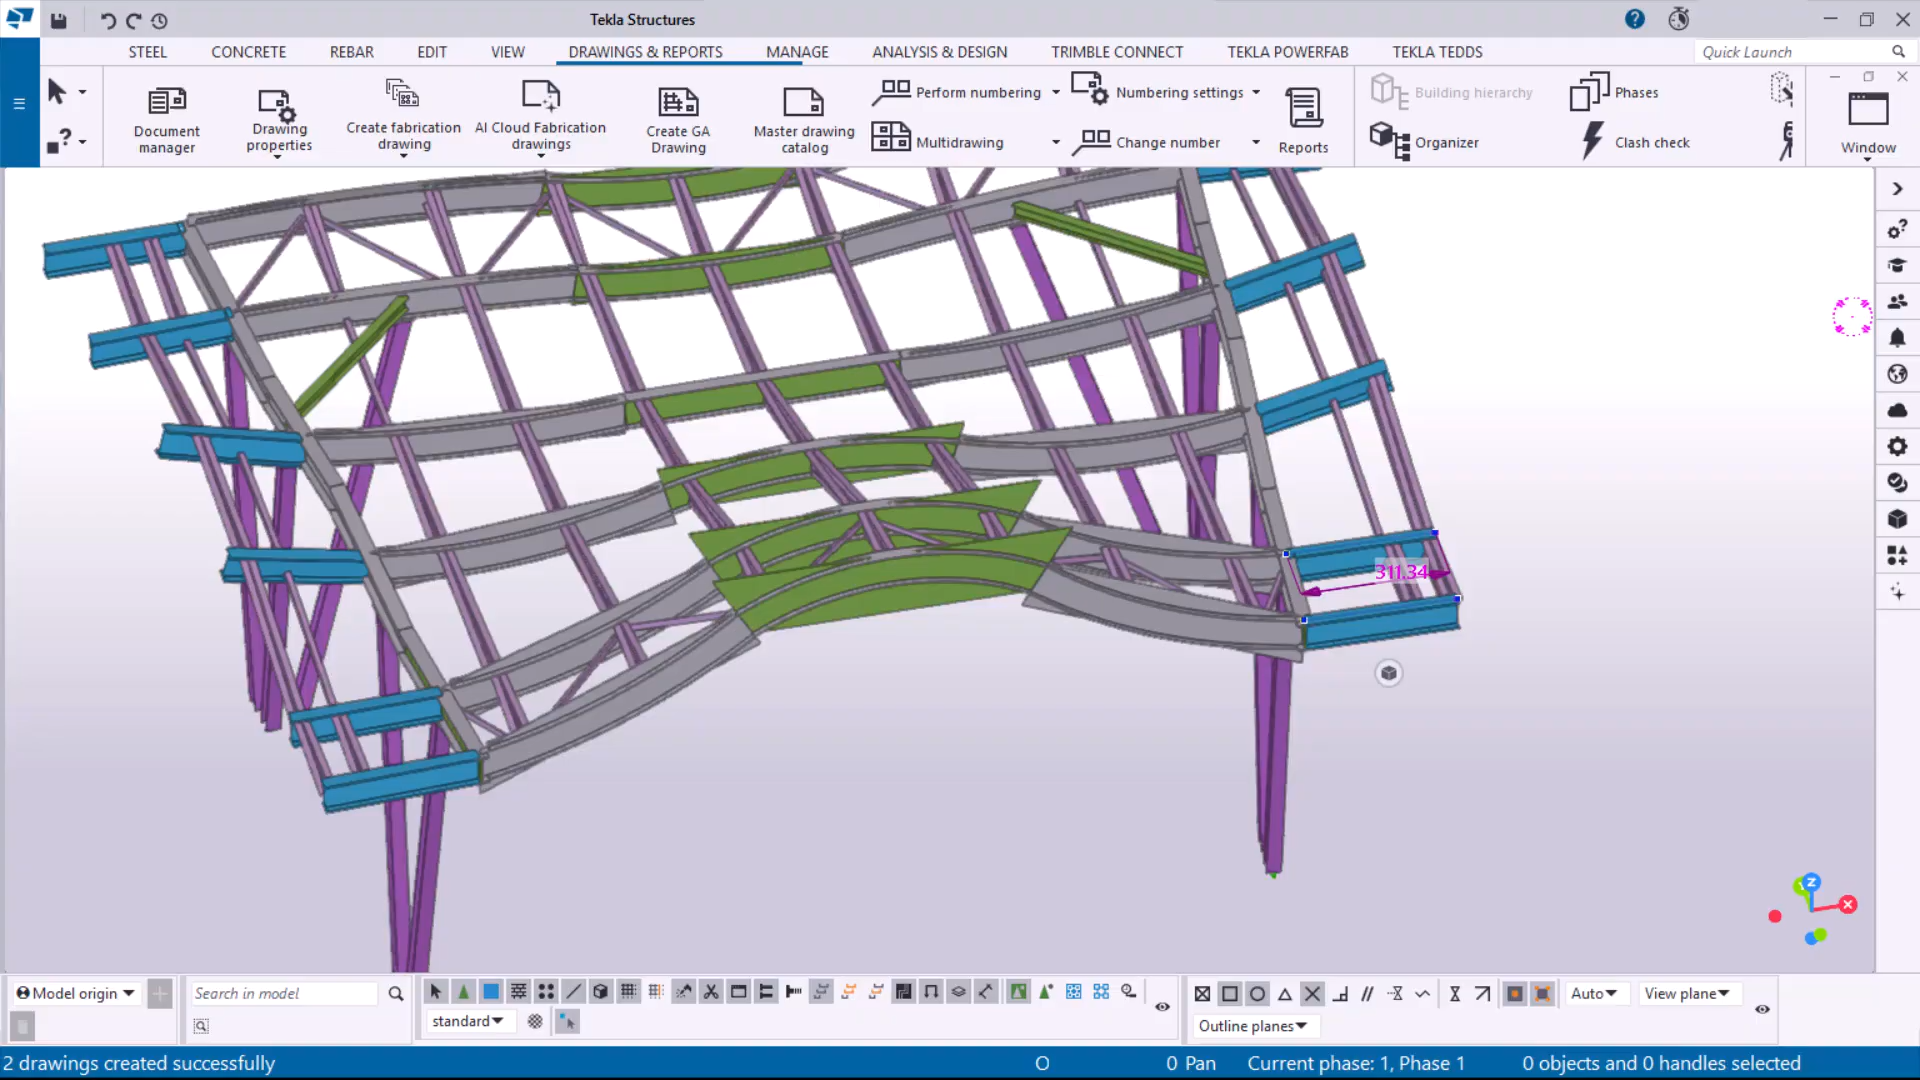 Tekla Structures
STEEL CONCRETE REBAR EDIT VIEW DRAWINGS & REPORTS MANAGE ANALYSIS & DESIGN TRIMBLE CONNECT TEKLA POWERFAB TEKLA TEDDS Quick Launch
Document manager
Drawing properties
Create fabrication drawing
AI Cloud Fabrication drawings
Create GA Drawing
Master drawing catalog
Perform numbering
Multidrawing
Numbering settings
Change number
Reports
Building hierarchy
Organizer
Phases
Clash check
Window
311.34
Z
X
Model origin
Search in model
standard
Auto
View plane
Outline planes
2 drawings created successfully O 0 Pan Current phase: 1, Phase 1 0 objects and 0 handles selected